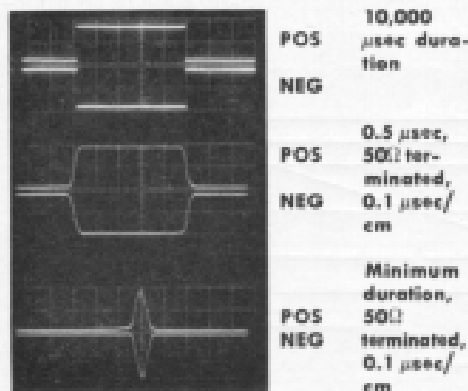 10,000
POS μsec dura-
tion
NEG
0.5 μsec,
POS 50Ω ter-
minated,
NEG 0.1 μsec/
cm
Minimum
duration,
POS 50Ω
NEG terminated,
0.1 μsec/
cm